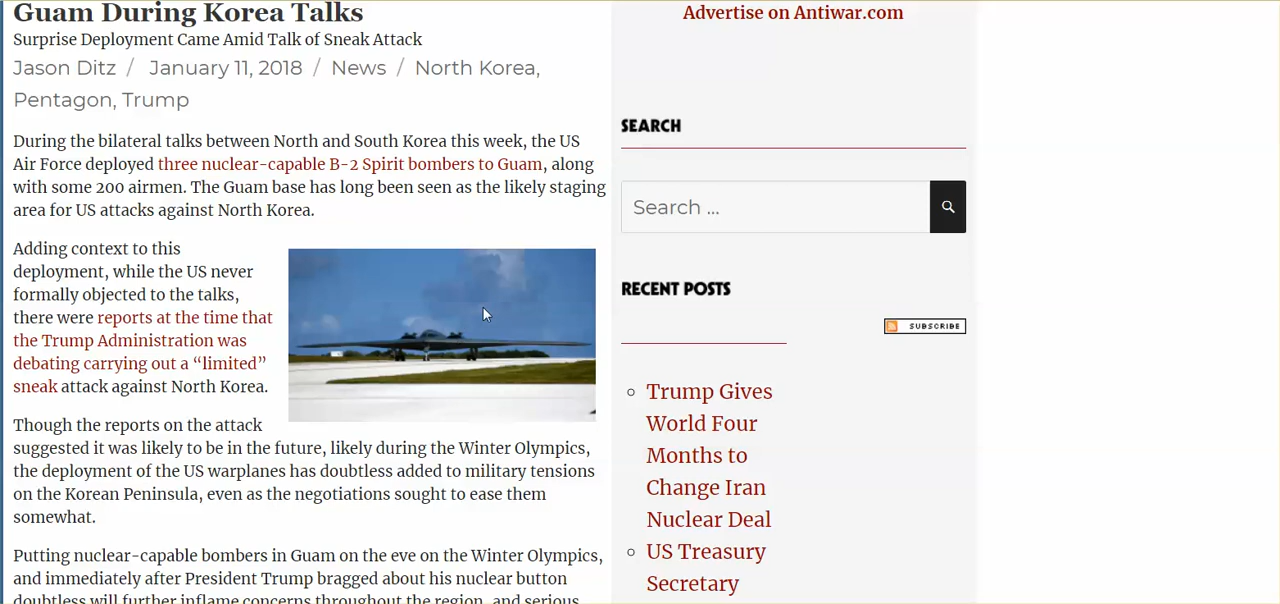 Guam During Korea Talks
Surprise Deployment Came Amid Talk of Sneak Attack
Jason Ditz / January 11, 2018 / News / North Korea,
Pentagon, Trump
During the bilateral talks between North and South Korea this week, the US
Air Force deployed three nuclear-capable B-2 Spirit bombers to Guam, along
with some 200 airmen. The Guam base has long been seen as the likely staging
area for US attacks against North Korea.
Adding context to this
deployment, while the US never
formally objected to the talks,
there were reports at the time that
the Trump Administration was
debating carrying out a “limited”
sneak attack against North Korea.
Though the reports on the attack
suggested it was likely to be in the future, likely during the Winter Olympics,
the deployment of the US warplanes has doubtless added to military tensions
on the Korean Peninsula, even as the negotiations sought to ease them
somewhat.
Putting nuclear-capable bombers in Guam on the eve on the Winter Olympics,
and immediately after President Trump bragged about his nuclear button
doubtless will further inflame concerns throughout the region, and serious
Advertise on Antiwar.com
SEARCH
Search ...
RECENT POSTS
SUBSCRIBE
Trump Gives
World Four
Months to
Change Iran
Nuclear Deal
US Treasury
Secretary